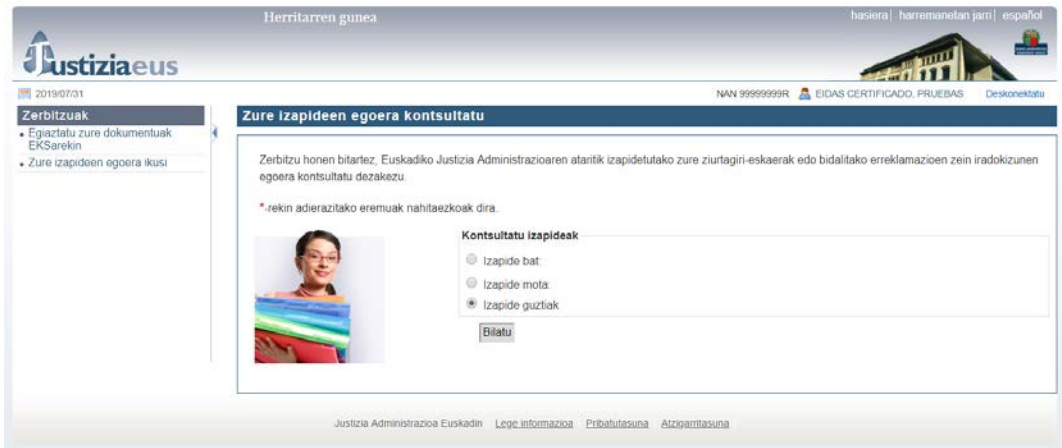 Herritarren gunea
hasiera| harremanetan jarri| español
Justiziaeus
2019/07/31
NAN 99999999R EIDAS CERTIFICADO, PRUEBAS Deskonektatu
Zerbitzuak
Egiaztatu zure dokumentuak
EKSarekin
Zure izapideen egoera ikusi
Zure izapideen egoera kontsultatu
Zerbitzu honen bitartez, Euskadiko Justizia Administrazioaren ataritik izapidetutako zure ziurtagiri-eskaerak edo bidalitako erreklamazioen zein iradokizunen
egoera kontsultatu dezakezu.
*-rekin adierazitako eremuak nahitaezkoak dira.
Kontsultatu izapideak
Izapide bat:
Izapide mota:
Izapide guztiak
Bilatu
Justizia Administrazioa Euskadin Lege informazioa Pribatutasuna Atzigarritasuna